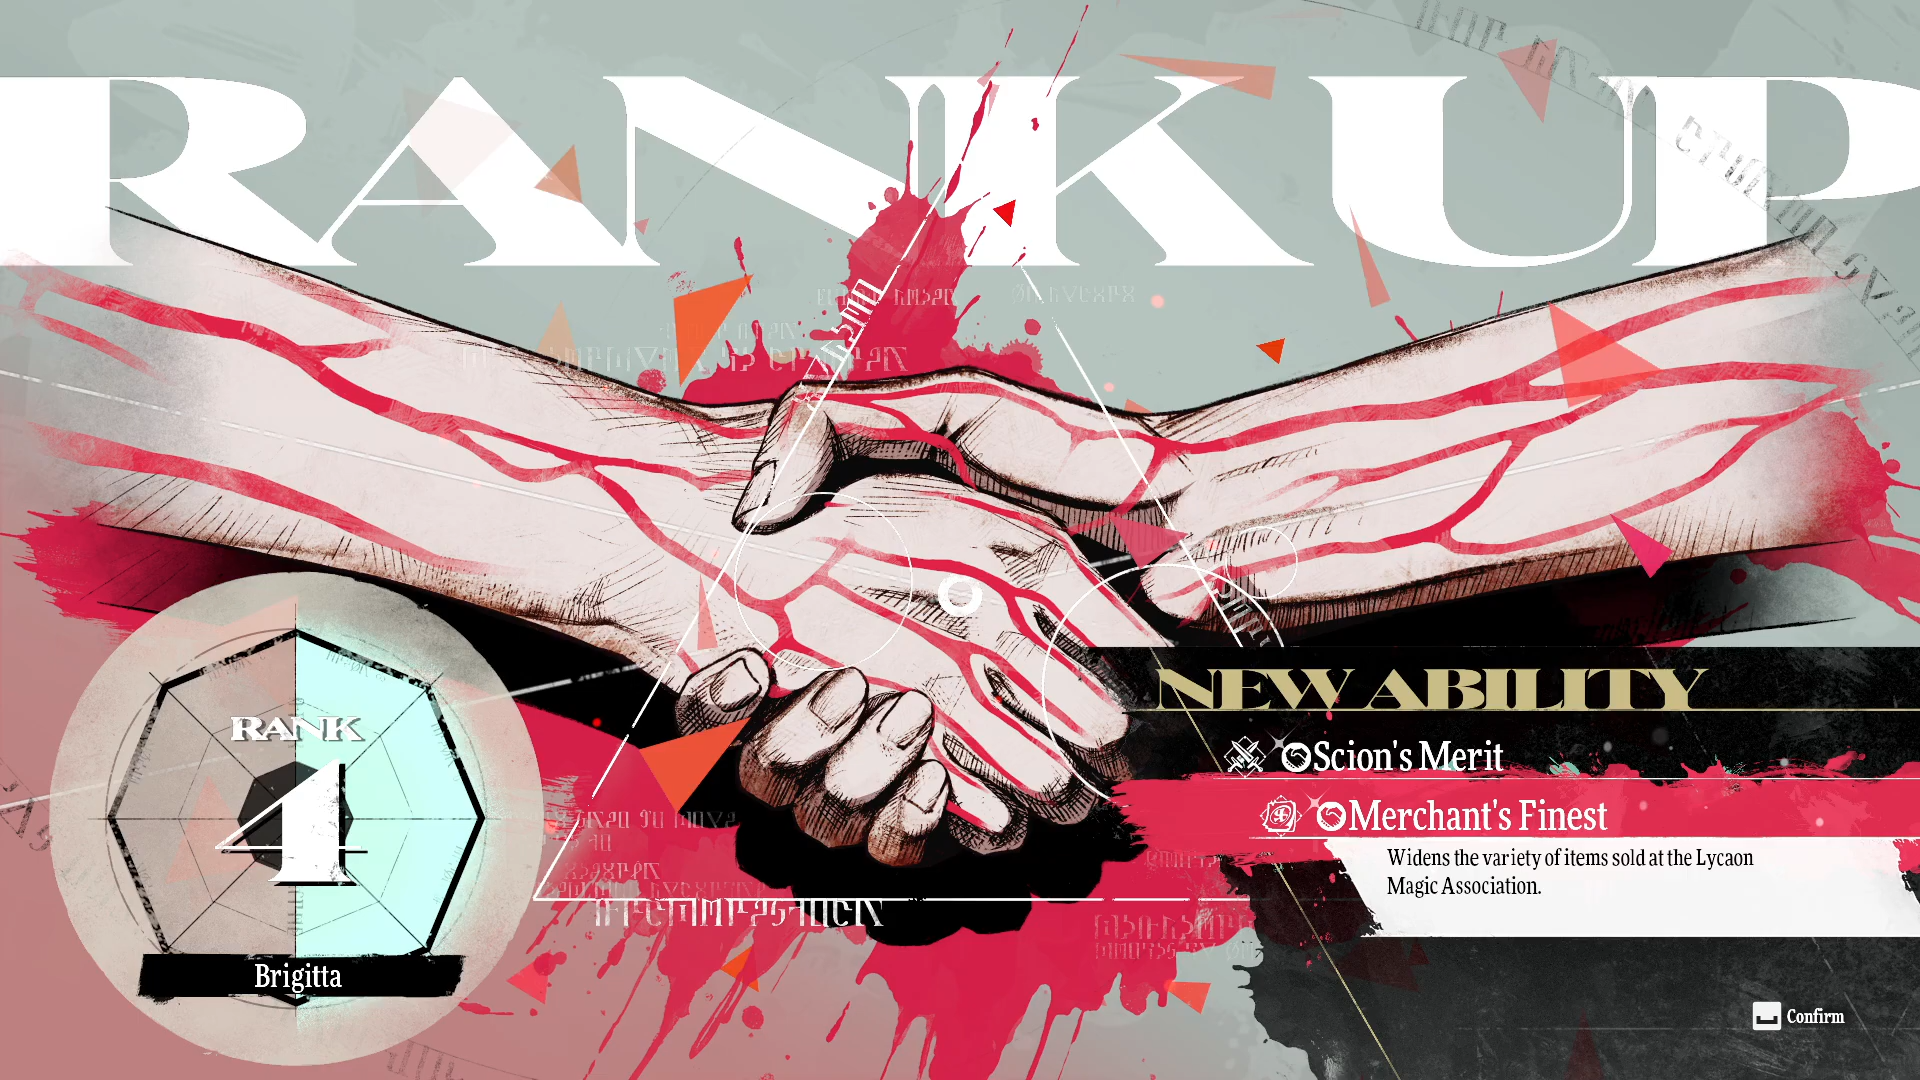 RANK UP
RANK
4
Brigitta
NEW ABILITY
Scion's Merit
Merchant's Finest
Widens the variety of items sold at the Lycaon
Magic Association.
Confirm